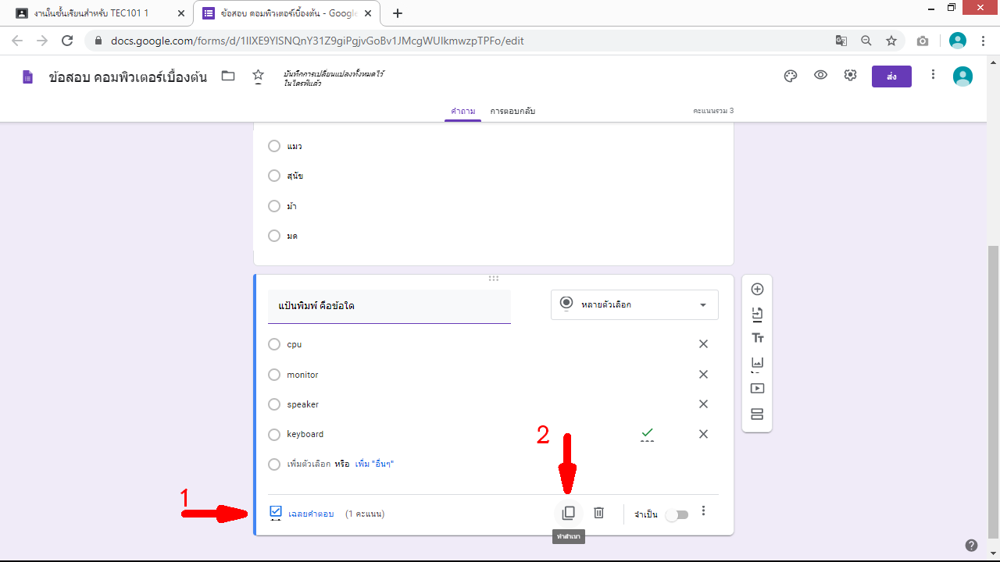 งานในชั้นเรียนสำหรับ TEC101 1
ข้อสอบ คอมพิวเตอร์เบื้องต้น - Google
docs.google.com/forms/d/1IIXE9YISNQnY31Z9giPgjvGoBv1JMcgWUIkmwzpTPFo/edit
ข้อสอบ คอมพิวเตอร์เบื้องต้น
บันทึกการเปลี่ยนแปลงทั้งหมดไว้
ในไดรฟ์แล้ว
ส่ง
คำถาม การตอบกลับ คะแนนรวม 3
แมว
สุนัข
ม้า
มด
แป้นพิมพ์ คือข้อใด
หลายตัวเลือก
cpu
monitor
speaker
keyboard
2
เพิ่มตัวเลือก หรือ เพิ่ม "อื่นๆ"
1
เฉลยคำตอบ (1 คะแนน) จำเป็น
ทำสำเนา